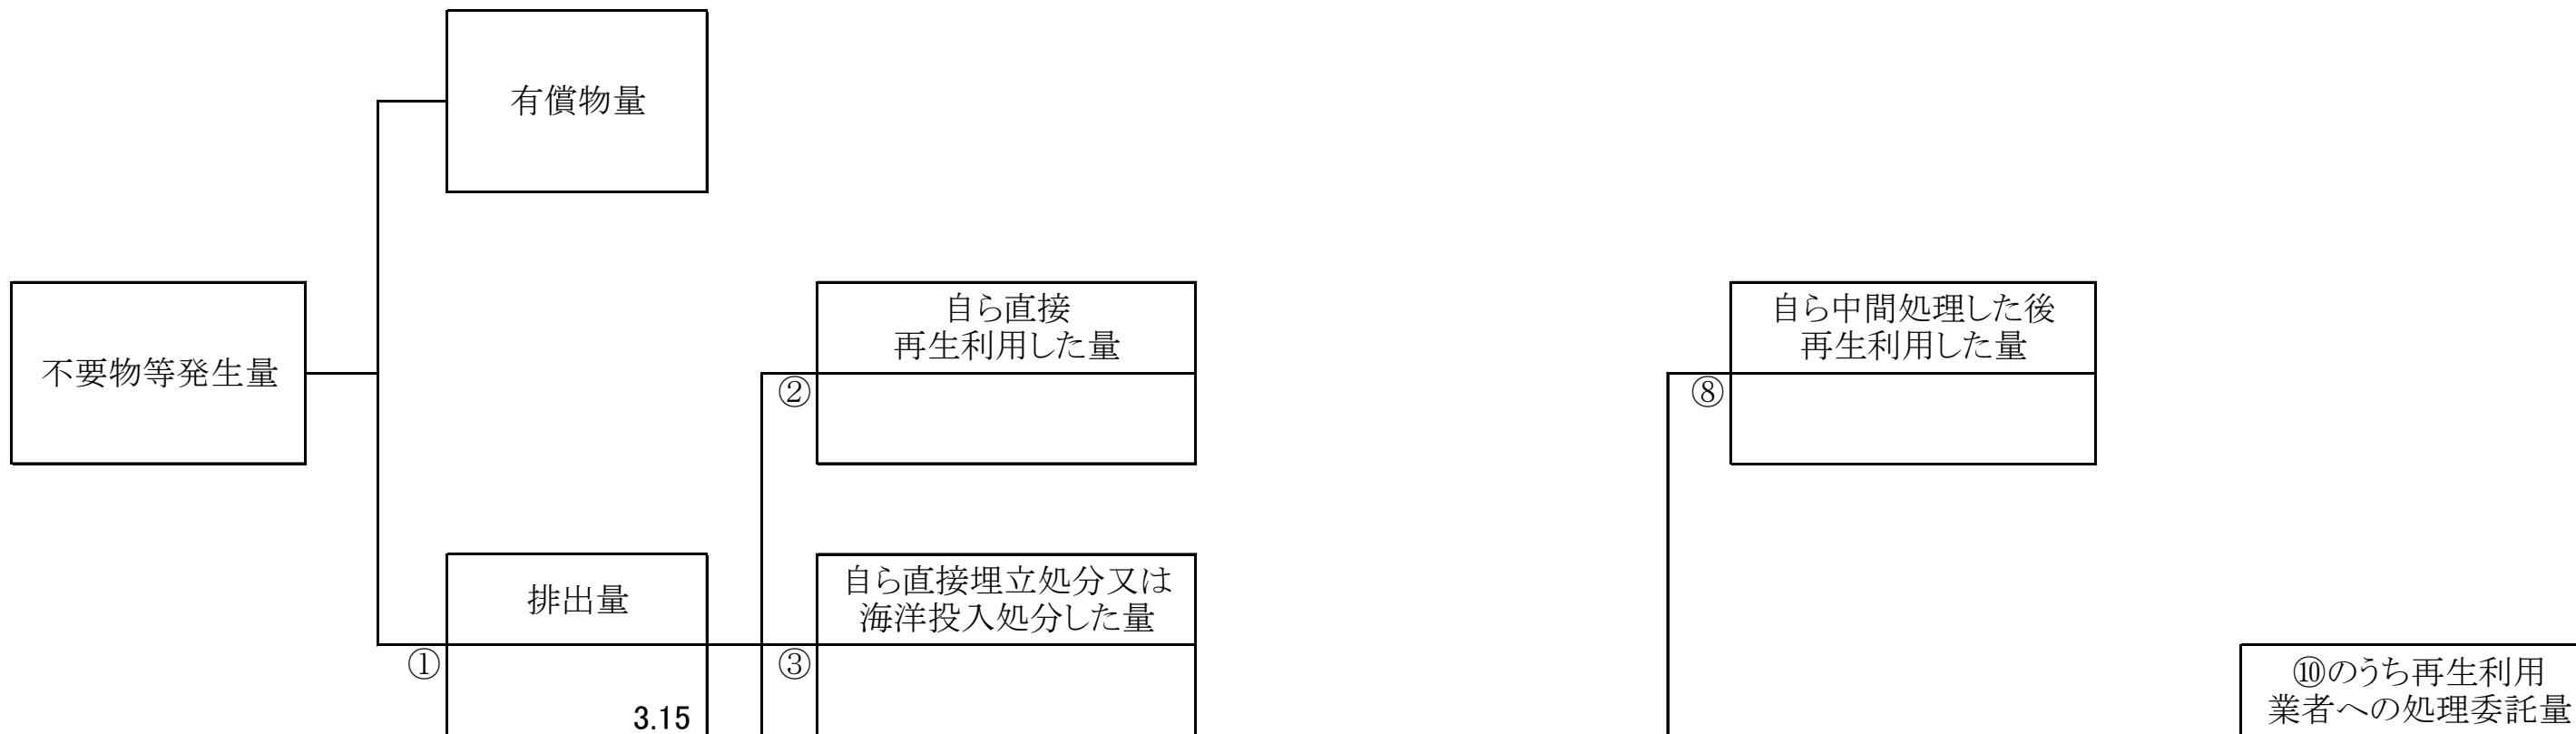 有償物量
不要物等発生量
自ら直接
再生利用した量
②
自ら中間処理した後
再生利用した量
⑧
排出量
①
3.15
自ら直接埋立処分又は
海洋投入処分した量
③
⑩のうち再生利用
業者への処理委託量